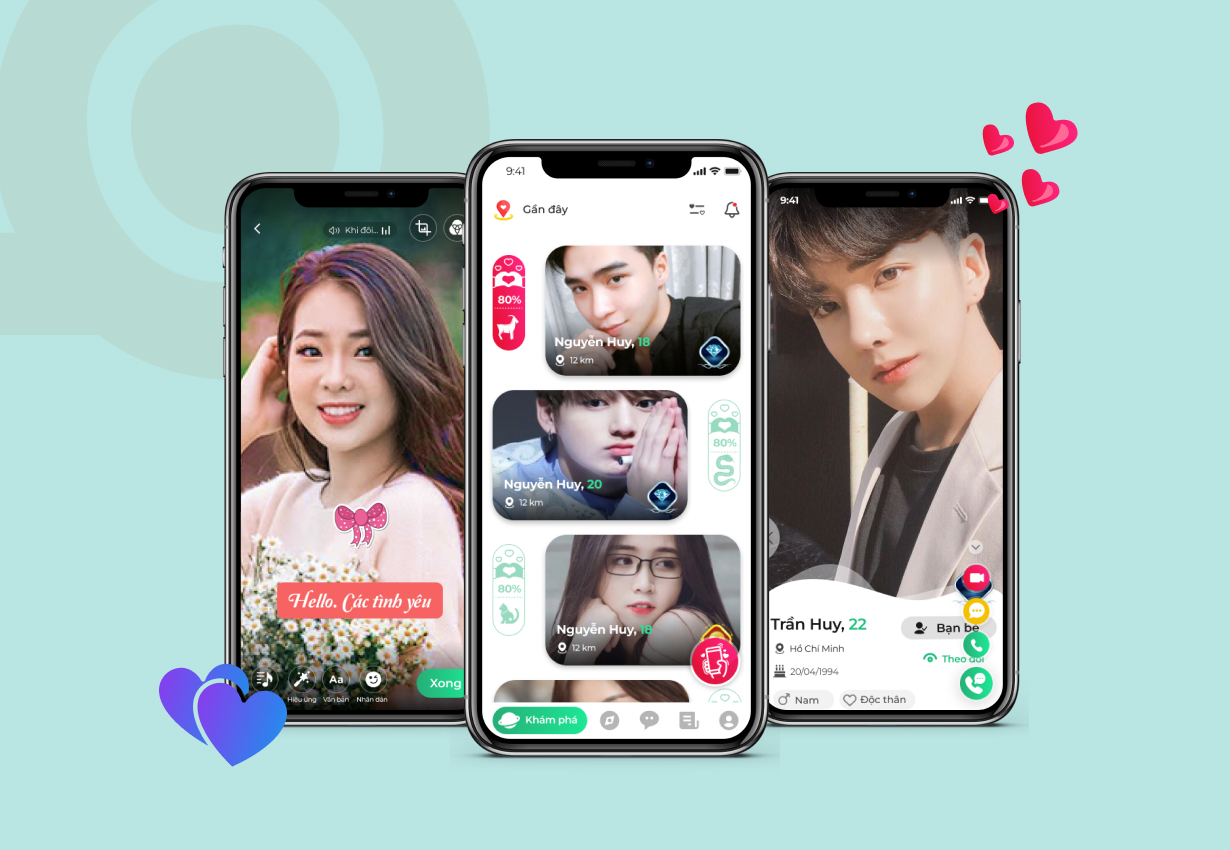 Khi đôi...
Hello. Các tình yêu
Hiệu ứng
Aa
Văn bản
Nhãn dán
Xong
9:41
Gần đây
80%
Nguyễn Huy, 18
12 km
Nguyễn Huy, 20
12 km
80%
80%
Nguyễn Huy, 18
12 km
Khám phá
9:41
Trần Huy, 22
Bạn bè
Hồ Chí Minh
Theo dõi
20/04/1994
Nam
Độc thân